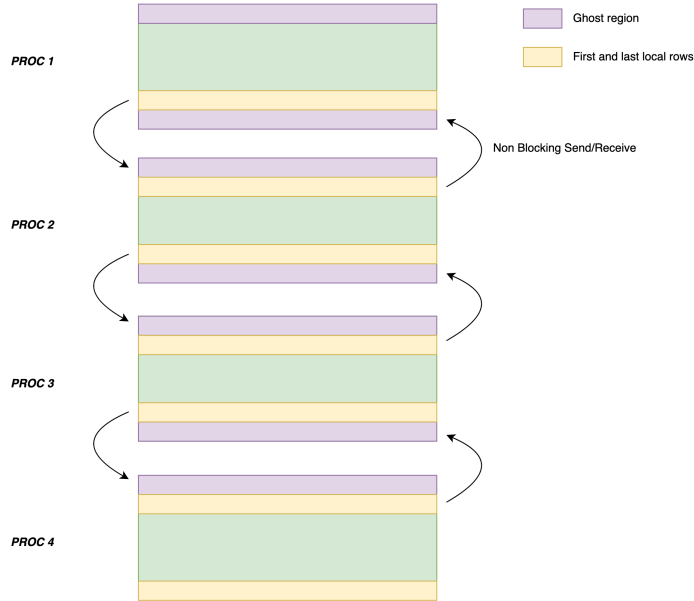 Ghost region
First and last local rows
PROC 1
Non Blocking Send/Receive
PROC 2
PROC 3
PROC 4